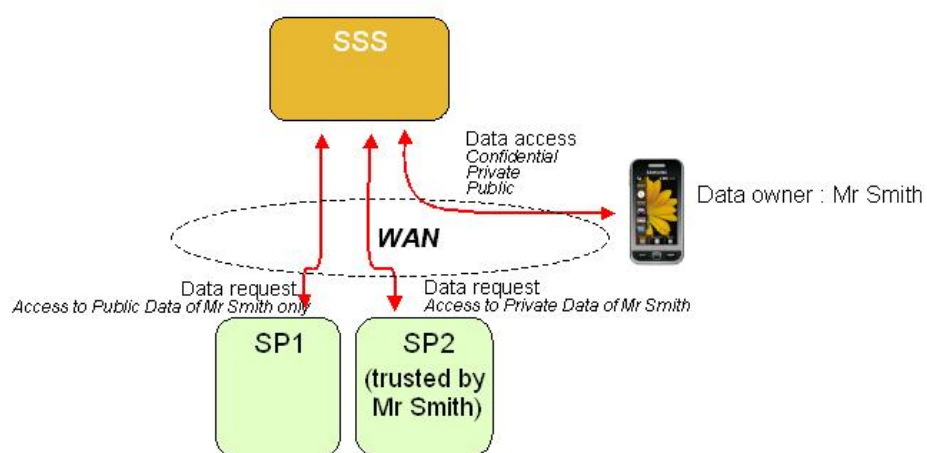 SSS
Data access
Confidential
Private
Public
Data owner : Mr Smith
WAN
Data request
Access to Public Data of Mr Smith only
Data request
Access to Private Data of Mr Smith
SP1
SP2
(trusted by
Mr Smith)